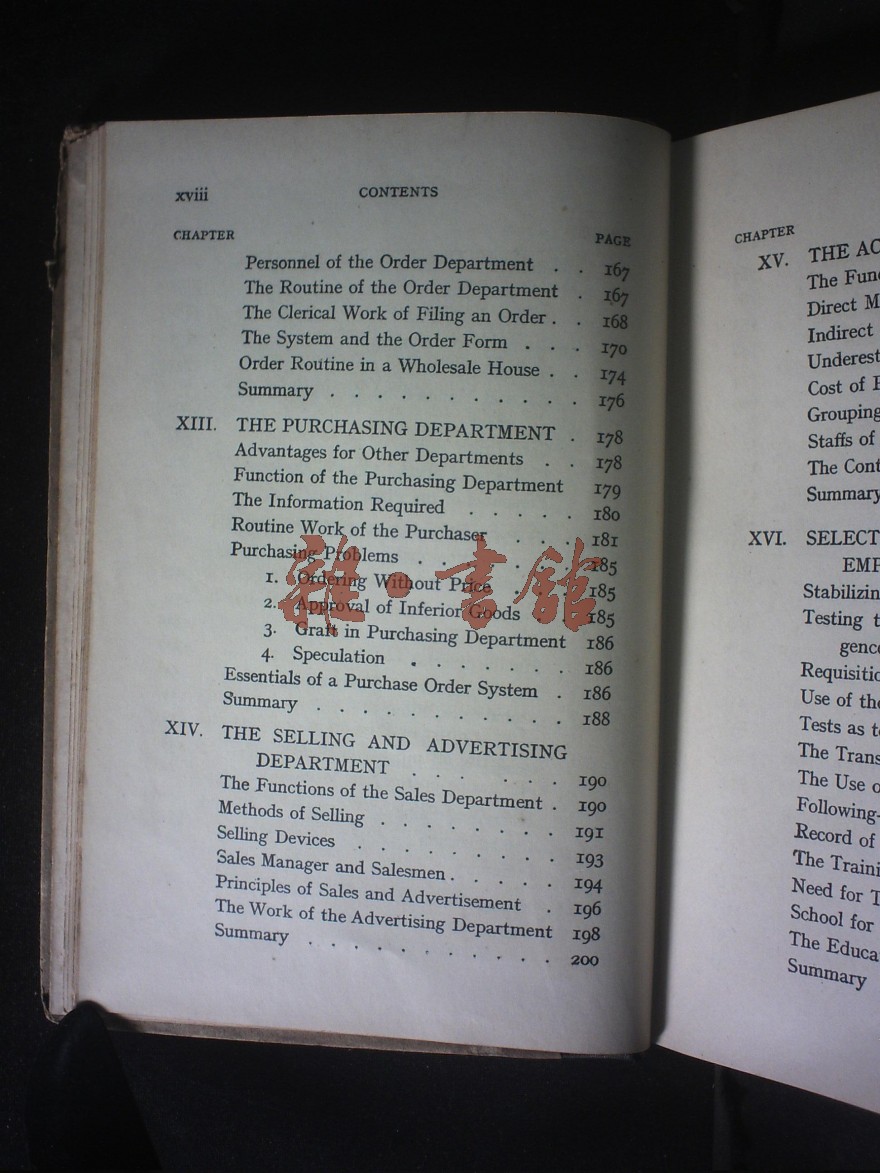 xviii CONTENTS
CHAPTER PAGE
Personnel of the Order Department . . 167
The Routine of the Order Department . 167
The Clerical Work of Filing an Order . . 168
The System and the Order Form . . . 170
Order Routine in a Wholesale House . . 174
Summary . . . . . . . . . . . 176
XIII. THE PURCHASING DEPARTMENT . 178
Advantages for Other Departments . . 178
Function of the Purchasing Department 179
The Information Required . . . . . 180
Routine Work of the Purchaser . . . 181
Purchasing Problems . . . . . . . 185
1. Ordering Without Price . . . 185
2. Approval of Inferior Goods . . 185
3. Graft in Purchasing Department 186
4. Speculation . . . . . . . 186
Essentials of a Purchase Order System . 186
Summary . . . . . . . . . . . 188
XIV. THE SELLING AND ADVERTISING
DEPARTMENT . . . . . . 190
The Functions of the Sales Department . 190
Methods of Selling . . . . . . . . 191
Selling Devices . . . . . . . . . 193
Sales Manager and Salesmen . . . . . 194
Principles of Sales and Advertisement . 196
The Work of the Advertising Department 198
Summary . . . . . . . . . . . 200
雜·書館
CHAPTER
XV. THE AC
The Func
Direct M
Indirect
Underest
Cost of
Grouping
Staffs of
The Cont
Summary
XVI. SELECT
EMP
Stabilizin
Testing t
gence
Requisitio
Use of the
Tests as t
The Trans
The Use o
Following-
Record of
The Traini
Need for T
School for
The Educa
Summary